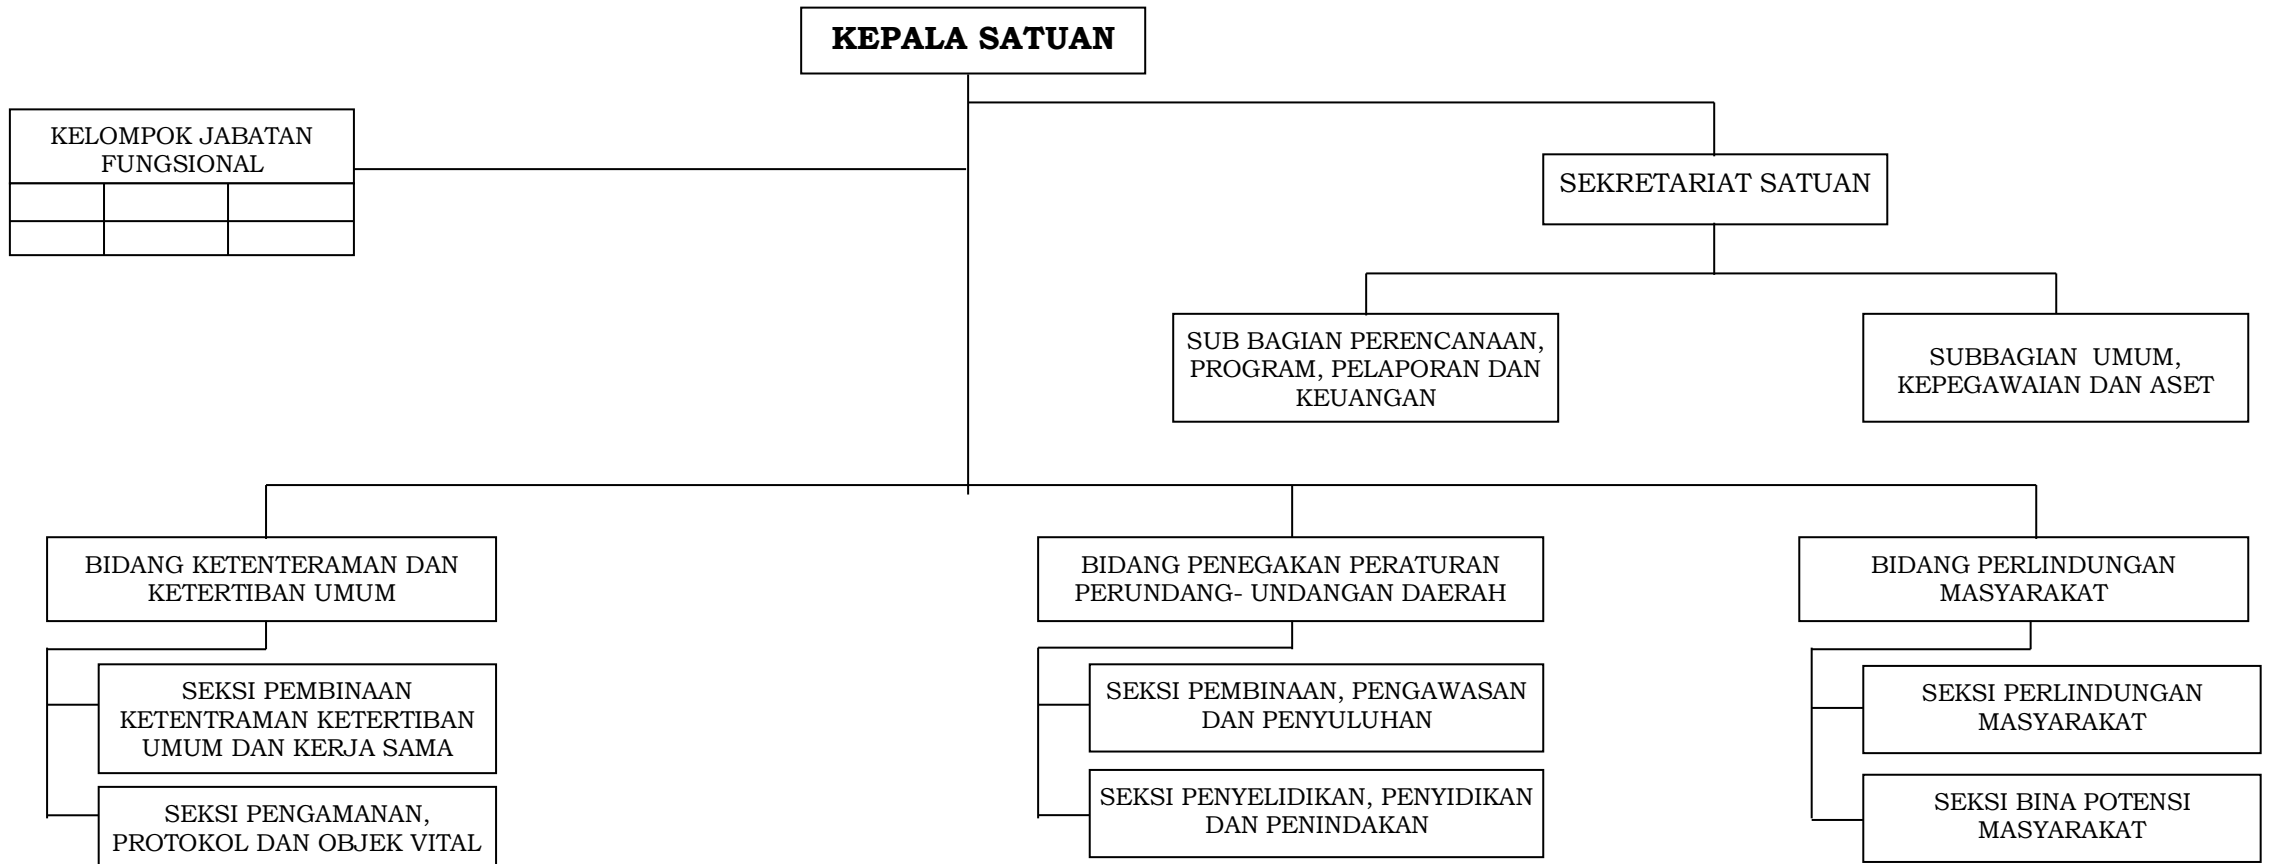 KEPALA SATUAN
KELOMPOK JABATAN
FUNGSIONAL
SEKRETARIAT SATUAN
SUB BAGIAN PERENCANAAN,
PROGRAM, PELAPORAN DAN
KEUANGAN
SUBBAGIAN UMUM,
KEPEGAWAIAN DAN ASET
BIDANG KETENTERAMAN DAN
KETERTIBAN UMUM
BIDANG PENEGAKAN PERATURAN
PERUNDANG- UNDANGAN DAERAH
BIDANG PERLINDUNGAN
MASYARAKAT
SEKSI PEMBINAAN
KETENTRAMAN KETERTIBAN
UMUM DAN KERJA SAMA
SEKSI PEMBINAAN, PENGAWASAN
DAN PENYULUHAN
SEKSI PERLINDUNGAN
MASYARAKAT
SEKSI PENGAMANAN,
PROTOKOL DAN OBJEK VITAL
SEKSI PENYELIDIKAN, PENYIDIKAN
DAN PENINDAKAN
SEKSI BINA POTENSI
MASYARAKAT